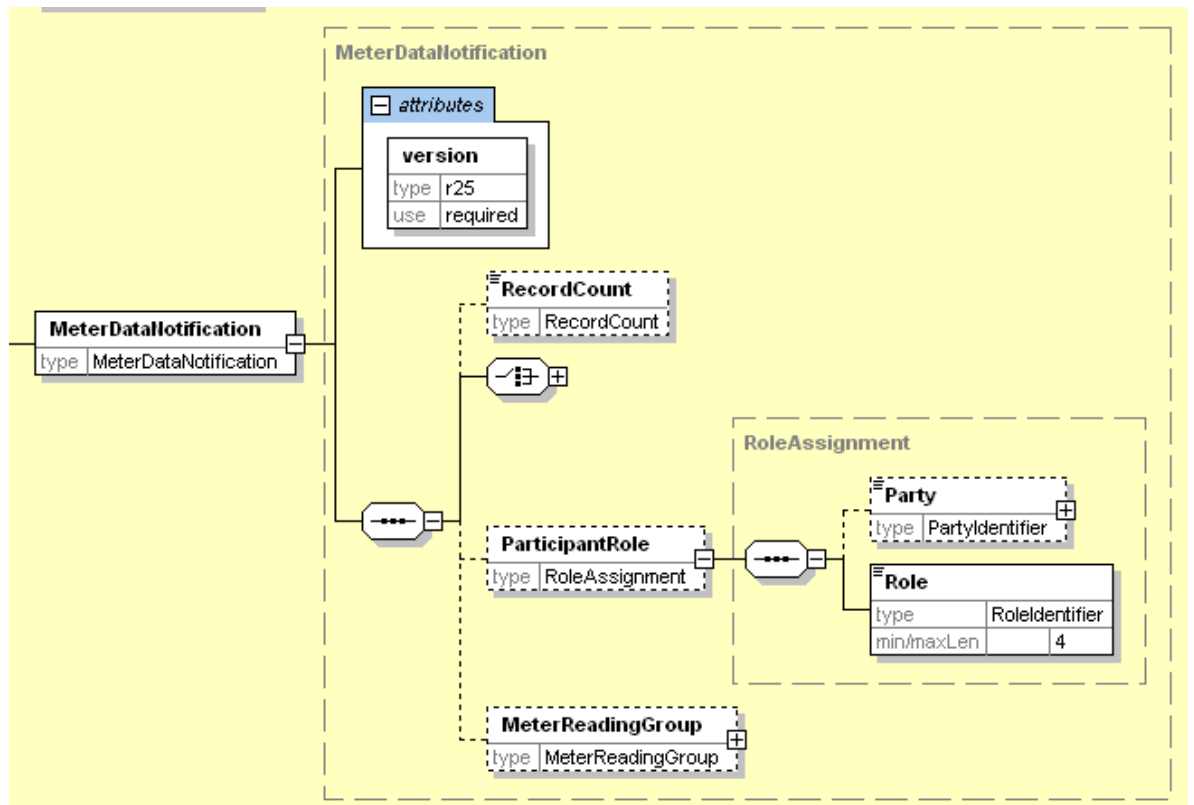 MeterDataNotification
attributes
version
type r25
use required
RecordCount
type RecordCount
MeterDataNotification
type MeterDataNotification
RoleAssignment
Party
type PartyIdentifier
ParticipantRole
type RoleAssignment
Role
type RoleIdentifier
min/maxLen 4
MeterReadingGroup
type MeterReadingGroup